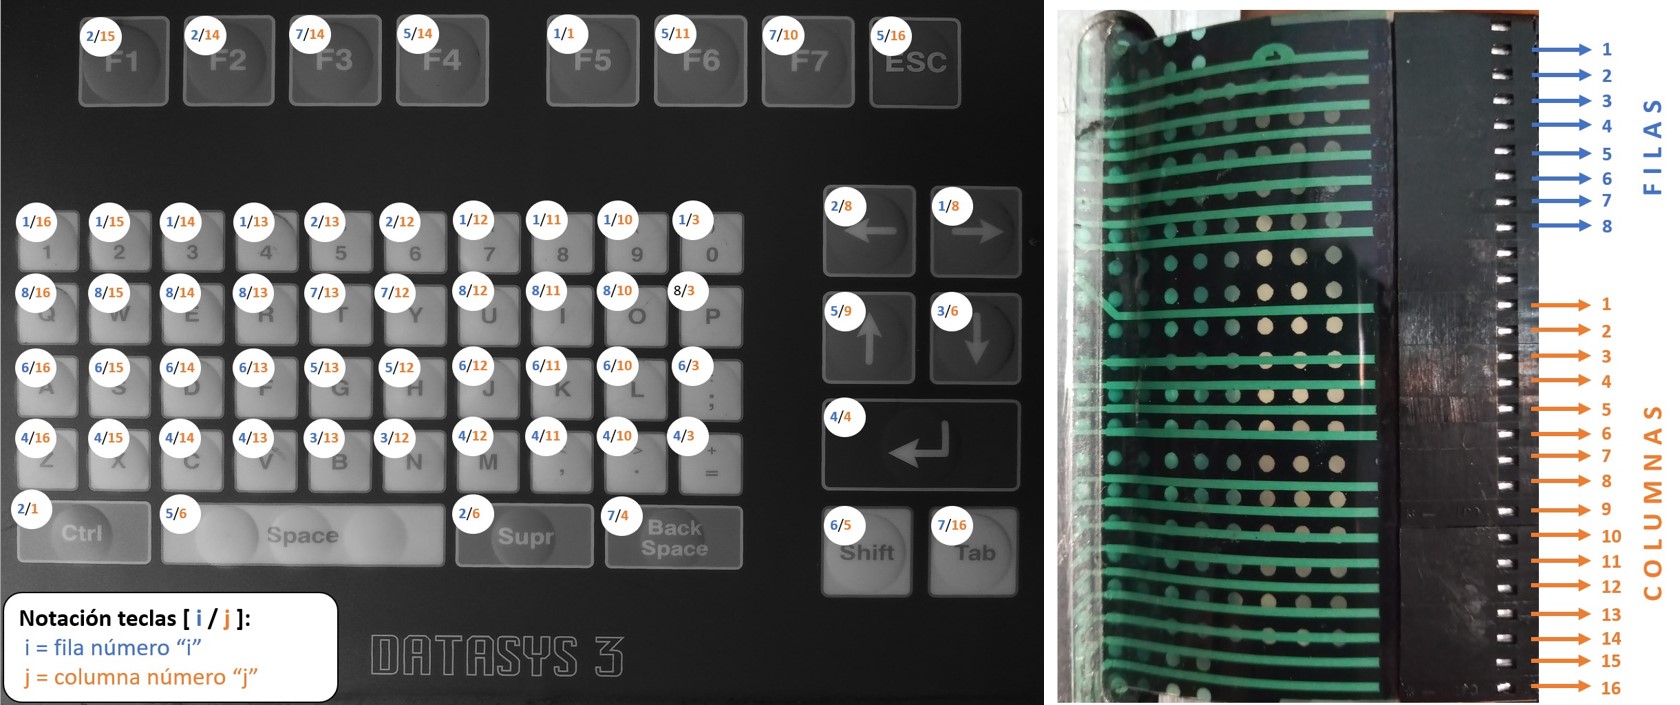 2/15 2/14 7/14 5/14 1/1 5/11 7/10 5/16
F1 F2 F3 F4 F5 F6 F7 ESC
1/16 1/15 1/14 1/13 2/13 2/12 1/12 1/11 1/10 1/3 2/8 1/8
1 2 3 4 5 6 7 8 9 0
8/16 8/15 8/14 8/13 7/13 7/12 8/12 8/11 8/10 8/3 5/9 3/6
Q W E R T Y U I O P
6/16 6/15 6/14 6/13 5/13 5/12 6/12 6/11 6/10 6/3
A S D F G H J K L : ;
4/16 4/15 4/14 4/13 3/13 3/12 4/12 4/11 4/10 4/3 4/4
Z X C V B N M , > . + =
2/1 5/6 2/6 7/4 6/5 7/16
Ctrl Space Supr Back Space Shift Tab
Notación teclas [ i / j ]:
i = fila número “i”
j = columna número “j”
DATASYS 3
1
1
2
3
4
5
6
7
8
FILAS
1
2
3
4
5
6
7
8
9
10
11
12
13
14
15
16
COLUMNAS